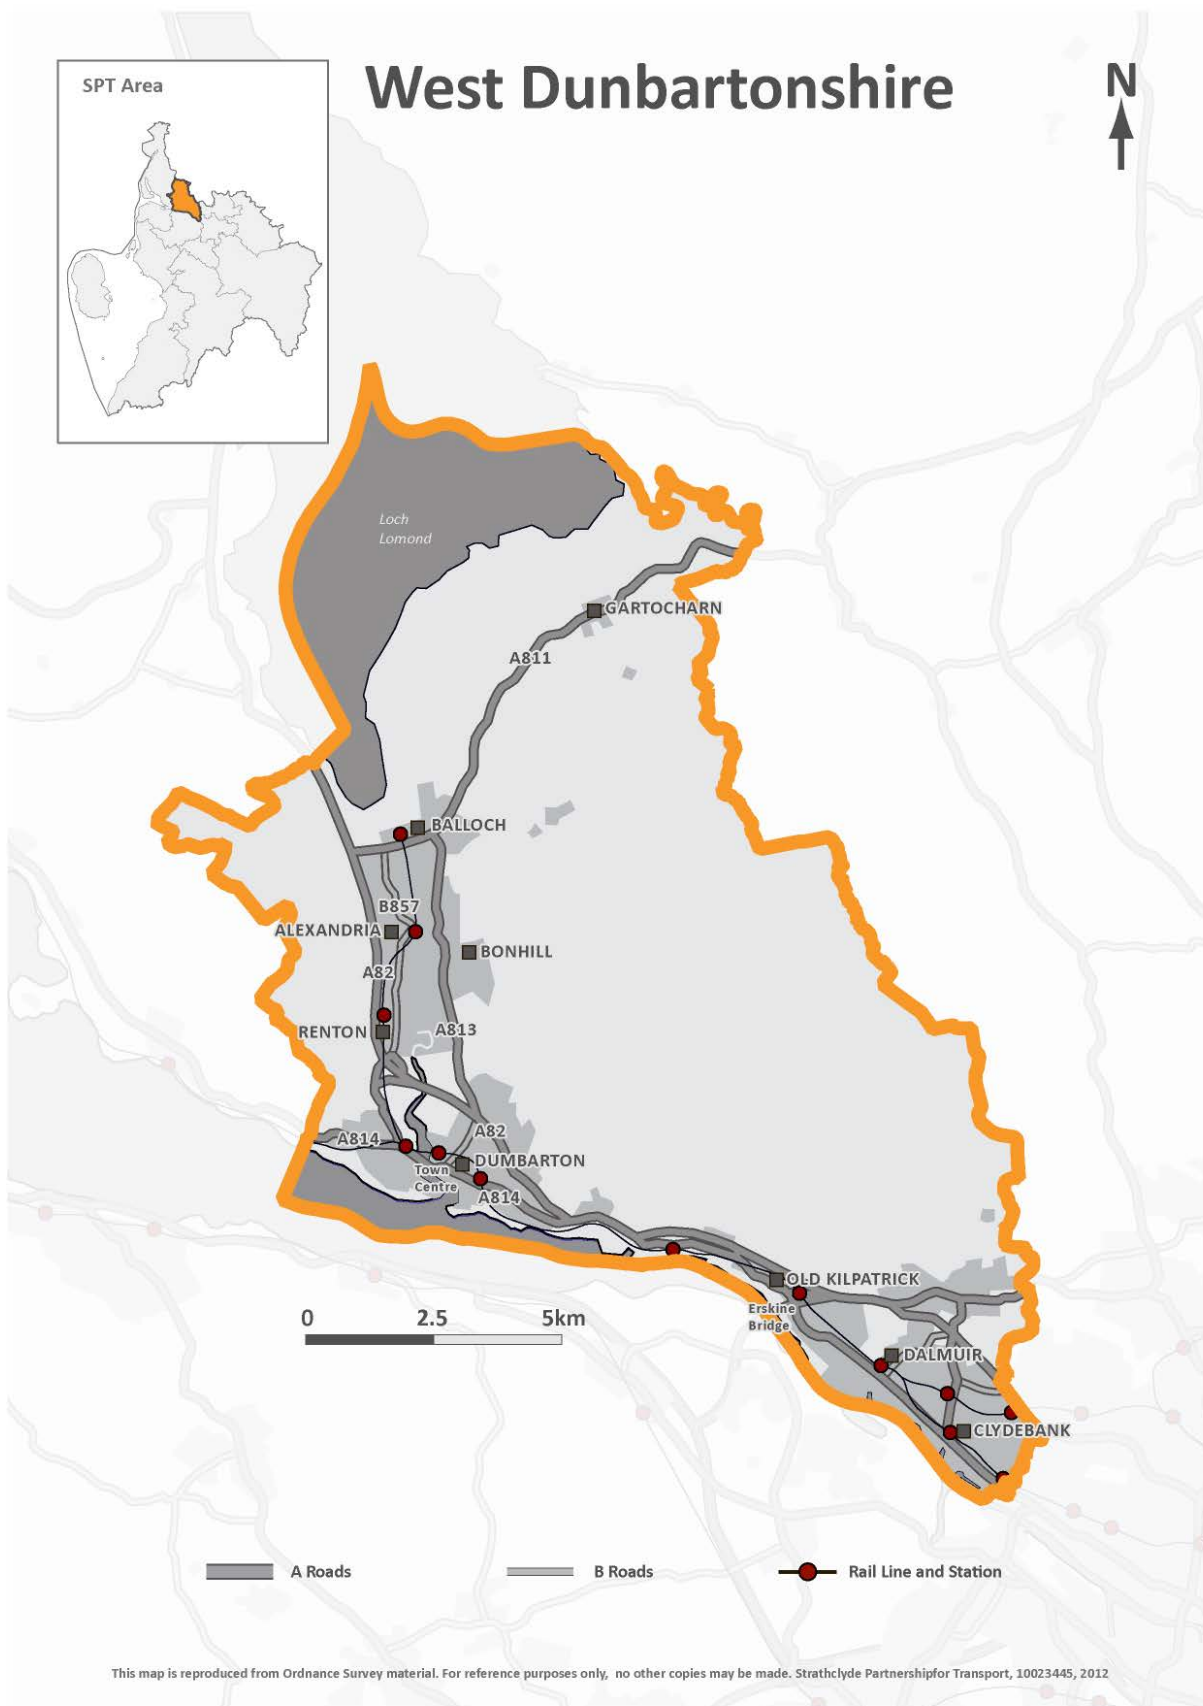 SPT Area
West Dunbartonshire
N
Loch
Lomond
GARTOCHARN
A811
BALLOCH
B857
ALEXANDRIA
BONHILL
A82
RENTON
A813
A814
A82
DUMBARTON
Town
Centre
A814
OLD KILPATRICK
Erskine
Bridge
0 2.5 5km
DALMUIR
CLYDEBANK
A Roads
B Roads
Rail Line and Station
This map is reproduced from Ordnance Survey material. For reference purposes only, no other copies may be made. Strathclyde Partnershipfor Transport, 10023445, 2012